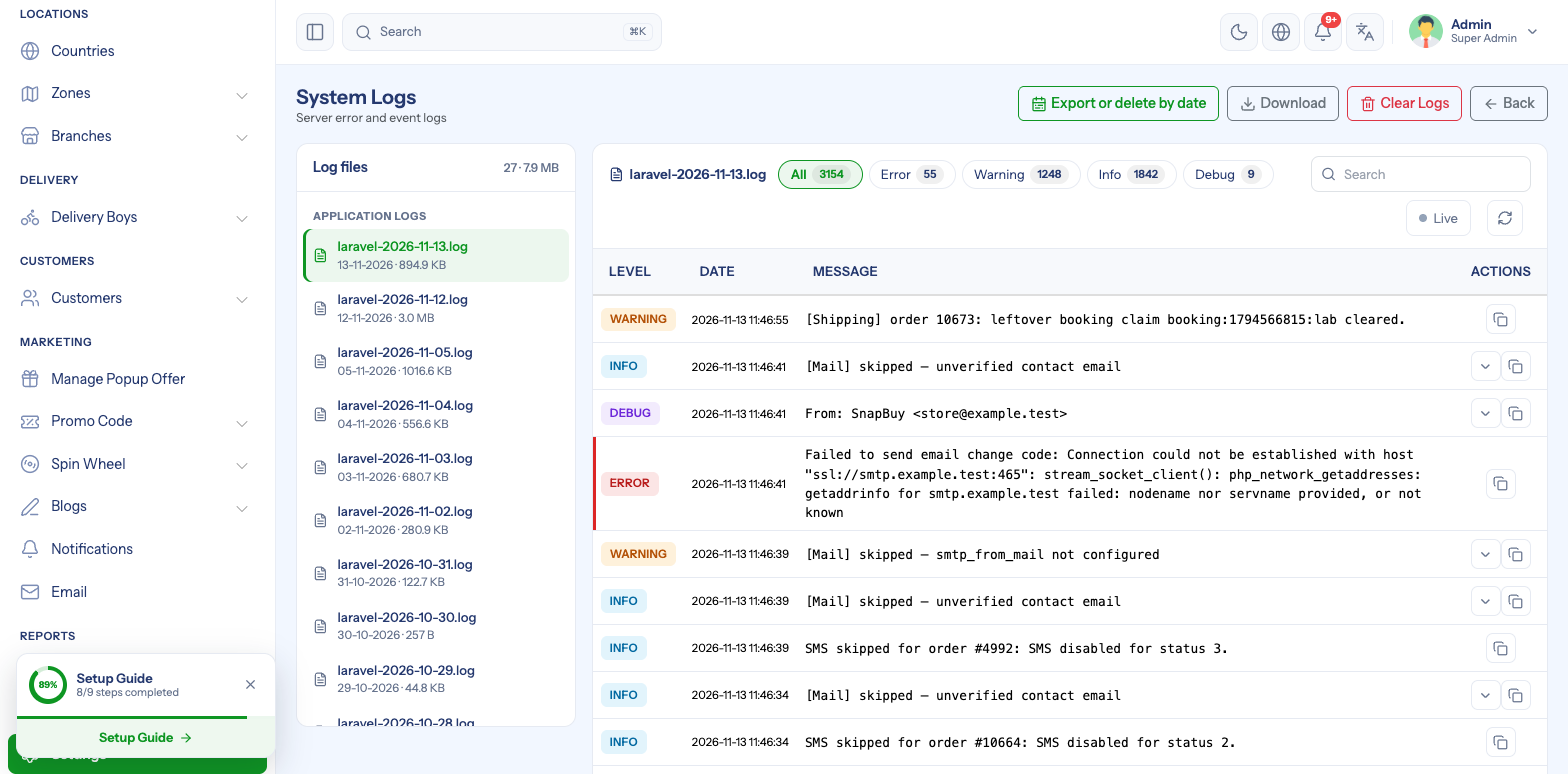 LOCATIONS
Countries
Zones
Branches
DELIVERY
Delivery Boys
CUSTOMERS
Customers
MARKETING
Manage Popup Offer
Promo Code
Spin Wheel
Blogs
Notifications
Email
REPORTS
89%
Setup Guide
8/9 steps completed
Setup Guide →
Search
⌘K
9+
Admin
Super Admin
System Logs
Server error and event logs
Export or delete by date
Download
Clear Logs
Back
Log files
27 · 7.9 MB
APPLICATION LOGS
laravel-2026-11-13.log
13-11-2026 · 894.9 KB
laravel-2026-11-12.log
12-11-2026 · 3.0 MB
laravel-2026-11-05.log
05-11-2026 · 1016.6 KB
laravel-2026-11-04.log
04-11-2026 · 556.6 KB
laravel-2026-11-03.log
03-11-2026 · 680.7 KB
laravel-2026-11-02.log
02-11-2026 · 280.9 KB
laravel-2026-10-31.log
31-10-2026 · 122.7 KB
laravel-2026-10-30.log
30-10-2026 · 257 B
laravel-2026-10-29.log
29-10-2026 · 44.8 KB
laravel-2026-10-28.log
laravel-2026-11-13.log
All 3154
Error 55
Warning 1248
Info 1842
Debug 9
Search
Live
LEVEL DATE MESSAGE ACTIONS
WARNING 2026-11-13 11:46:55 [Shipping] order 10673: leftover booking claim booking:1794566815:lab cleared.
INFO 2026-11-13 11:46:41 [Mail] skipped — unverified contact email
DEBUG 2026-11-13 11:46:41 From: SnapBuy <store@example.test>
ERROR 2026-11-13 11:46:41 Failed to send email change code: Connection could not be established with host
"ssl://smtp.example.test:465": stream_socket_client(): php_network_getaddresses:
getaddrinfo for smtp.example.test failed: nodename nor servname provided, or not
known
WARNING 2026-11-13 11:46:39 [Mail] skipped — smtp_from_mail not configured
INFO 2026-11-13 11:46:39 [Mail] skipped — unverified contact email
INFO 2026-11-13 11:46:39 SMS skipped for order #4992: SMS disabled for status 3.
INFO 2026-11-13 11:46:34 [Mail] skipped — unverified contact email
INFO 2026-11-13 11:46:34 SMS skipped for order #10664: SMS disabled for status 2.